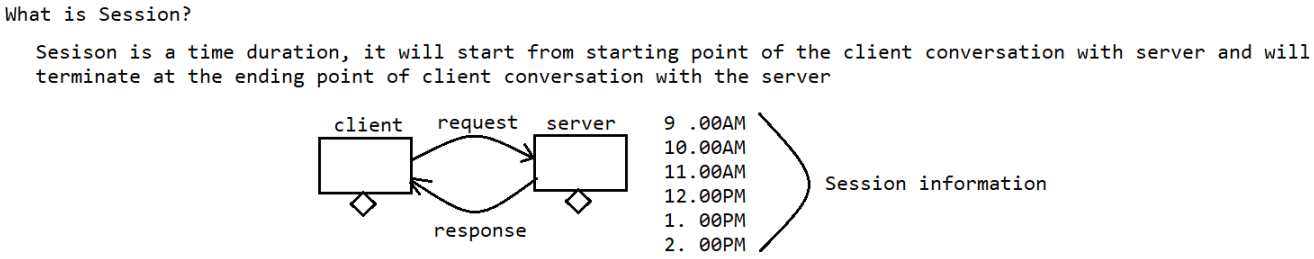 What is Session?
Sesison is a time duration, it will start from starting point of the client conversation with server and will
terminate at the ending point of client conversation with the server
client request server
response
9 .00AM
10.00AM
11.00AM
12.00PM
1. 00PM
2. 00PM
Session information